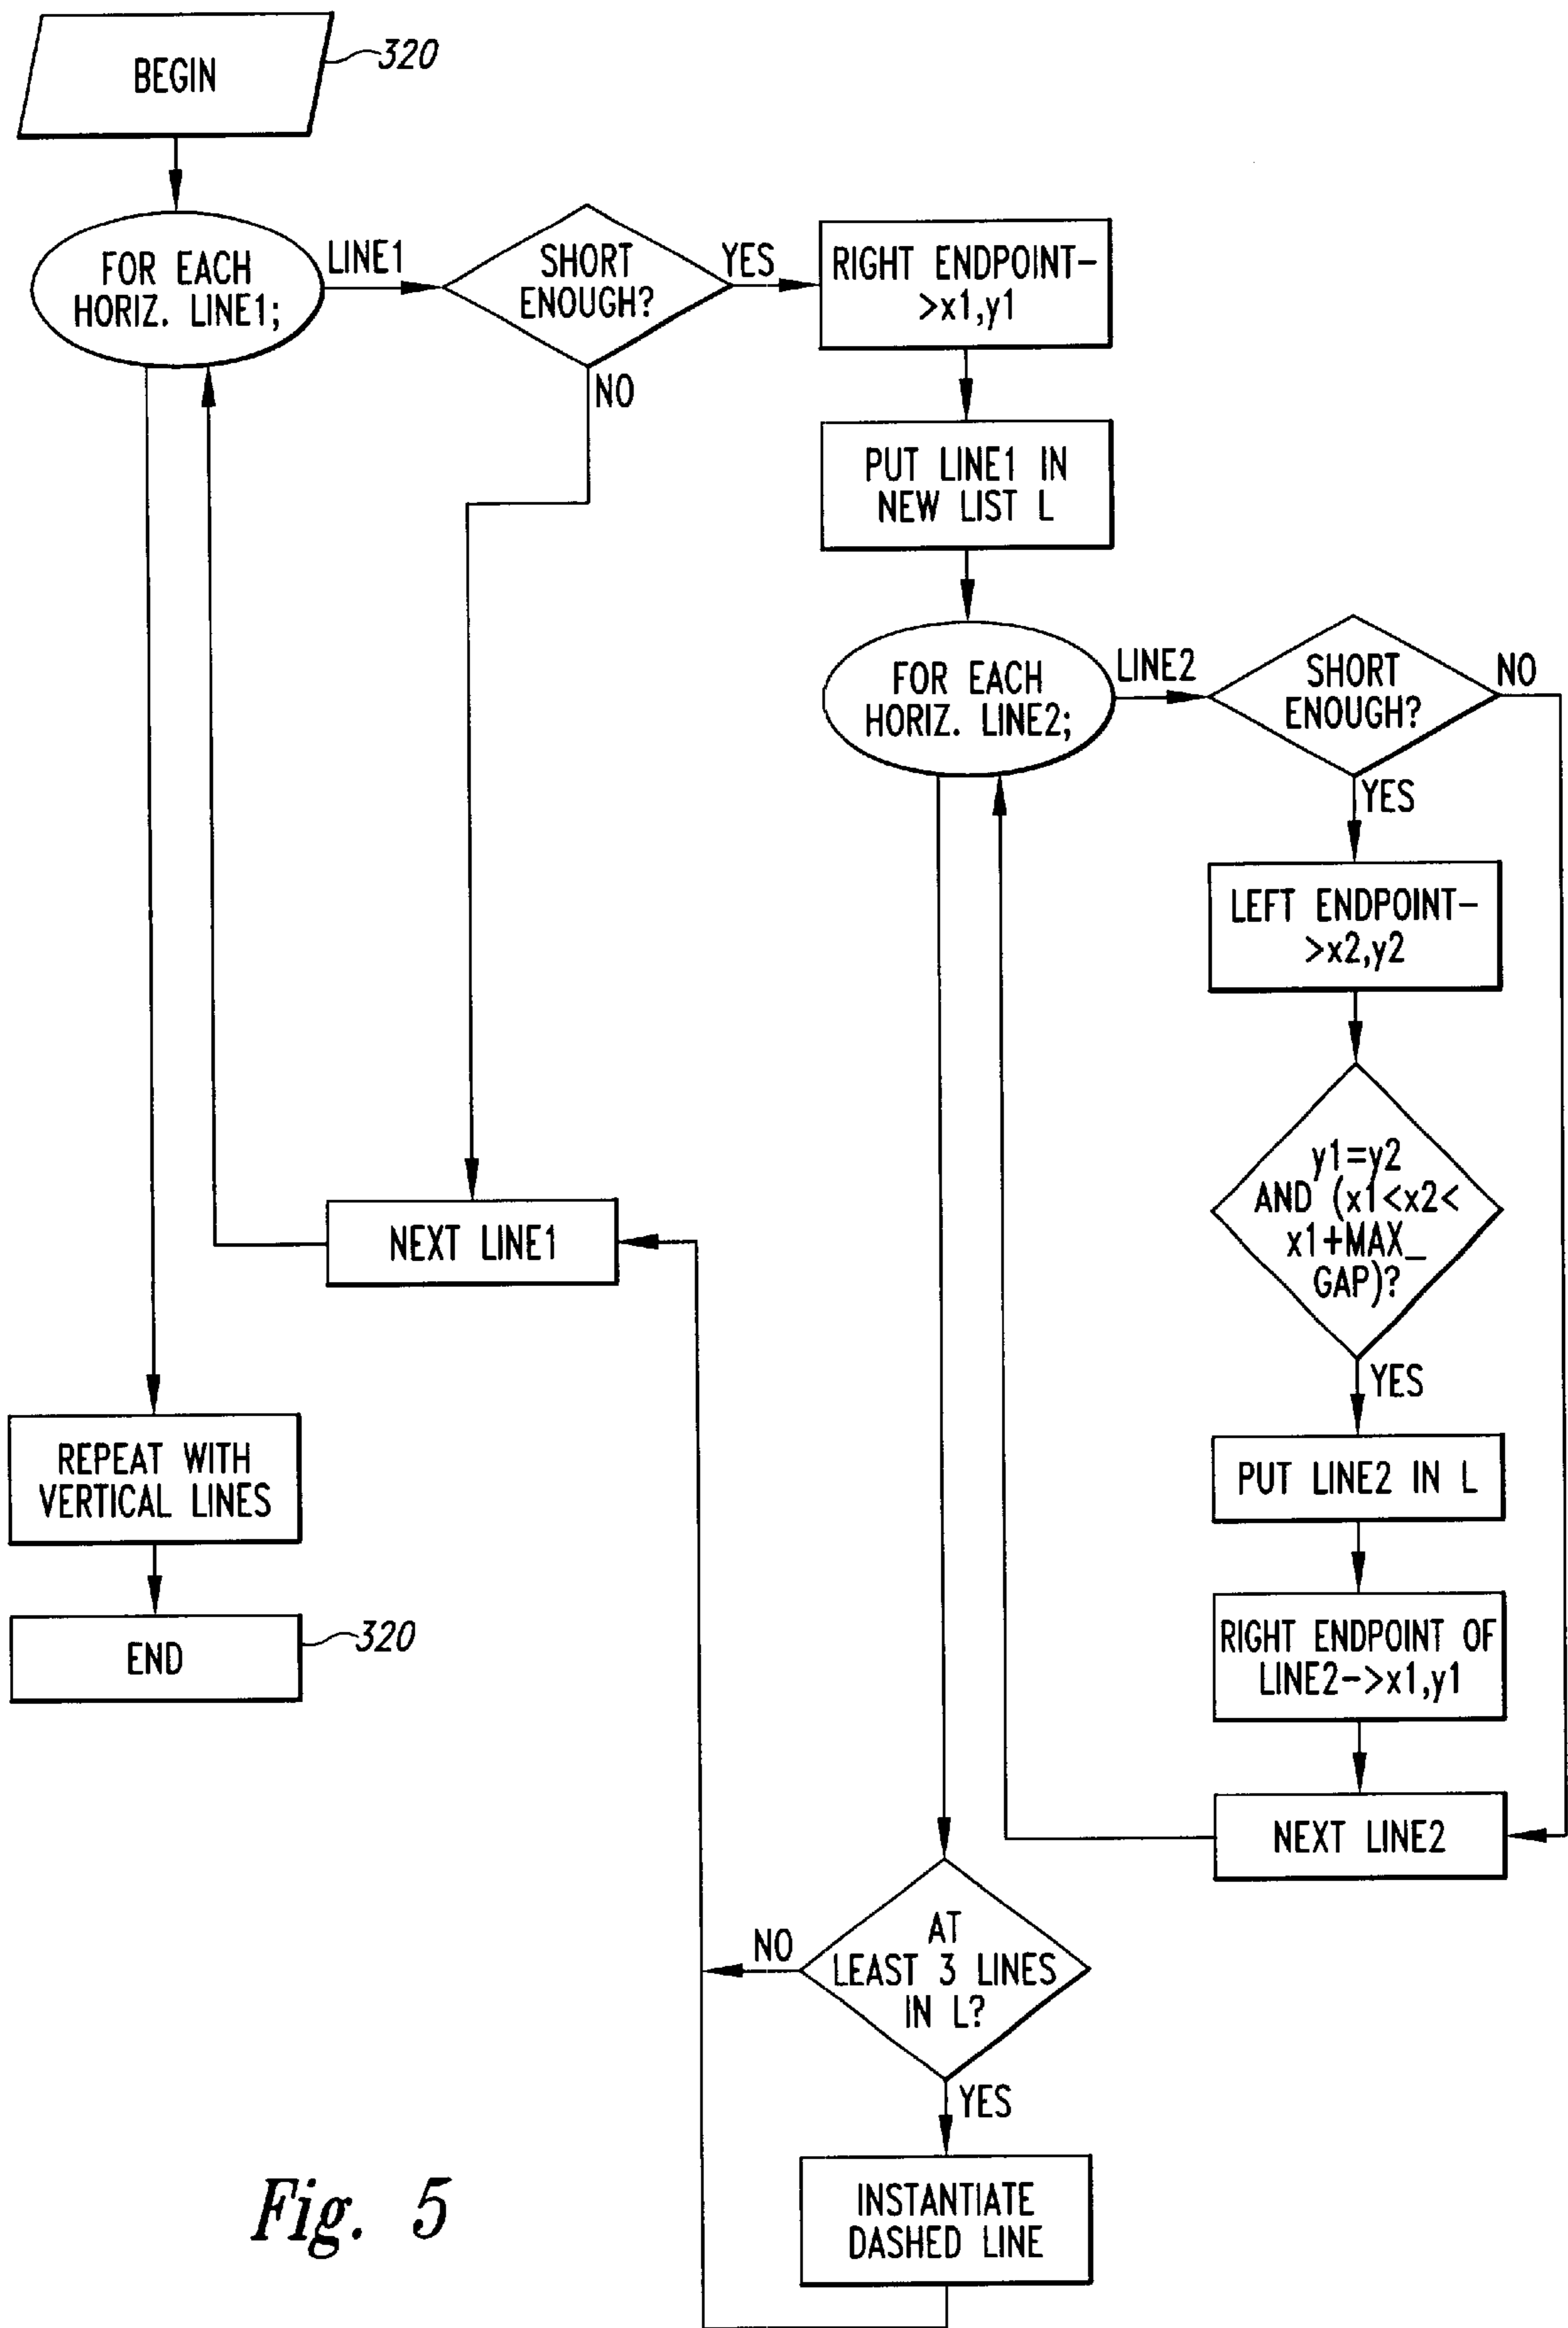 BEGIN
320
FOR EACH
HORIZ. LINE1;
LINE1
SHORT
ENOUGH?
YES
NO
RIGHT ENDPOINT-
>x1,y1
PUT LINE1 IN
NEW LIST L
FOR EACH
HORIZ. LINE2;
LINE2
SHORT
ENOUGH?
NO
YES
LEFT ENDPOINT-
>x2,y2
y1=y2
AND (x1<x2<
x1+MAX_
GAP)?
YES
PUT LINE2 IN L
RIGHT ENDPOINT OF
LINE2->x1,y1
NEXT LINE2
NEXT LINE1
REPEAT WITH
VERTICAL LINES
END
320
AT
LEAST 3 LINES
IN L?
NO
YES
INSTANTIATE
DASHED LINE
Fig. 5